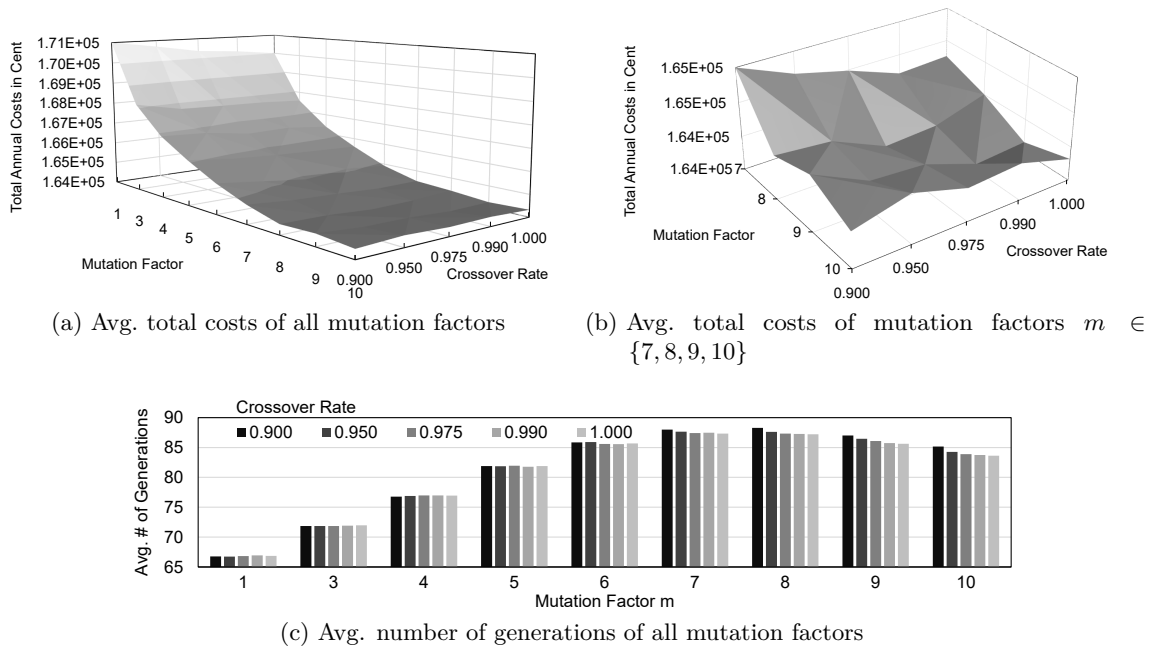 Total Annual Costs in Cent
1.71E+05
1.70E+05
1.69E+05
1.68E+05
1.67E+05
1.66E+05
1.65E+05
1.64E+05
1
3
4
5
6
7
8
9
10
Mutation Factor
0.900
0.950
0.975
0.990
1.000
Crossover Rate
(a) Avg. total costs of all mutation factors
Total Annual Costs in Cent
1.65E+05
1.65E+05
1.64E+05
1.64E+05
7
8
9
10
Mutation Factor
0.900
0.950
0.975
0.990
1.000
Crossover Rate
(b) Avg. total costs of mutation factors m ∈
{7, 8, 9, 10}
Avg. # of Generations
90
85
80
75
70
65
Crossover Rate
0.900 0.950 0.975 0.990 1.000
1 3 4 5 6 7 8 9 10
Mutation Factor m
(c) Avg. number of generations of all mutation factors